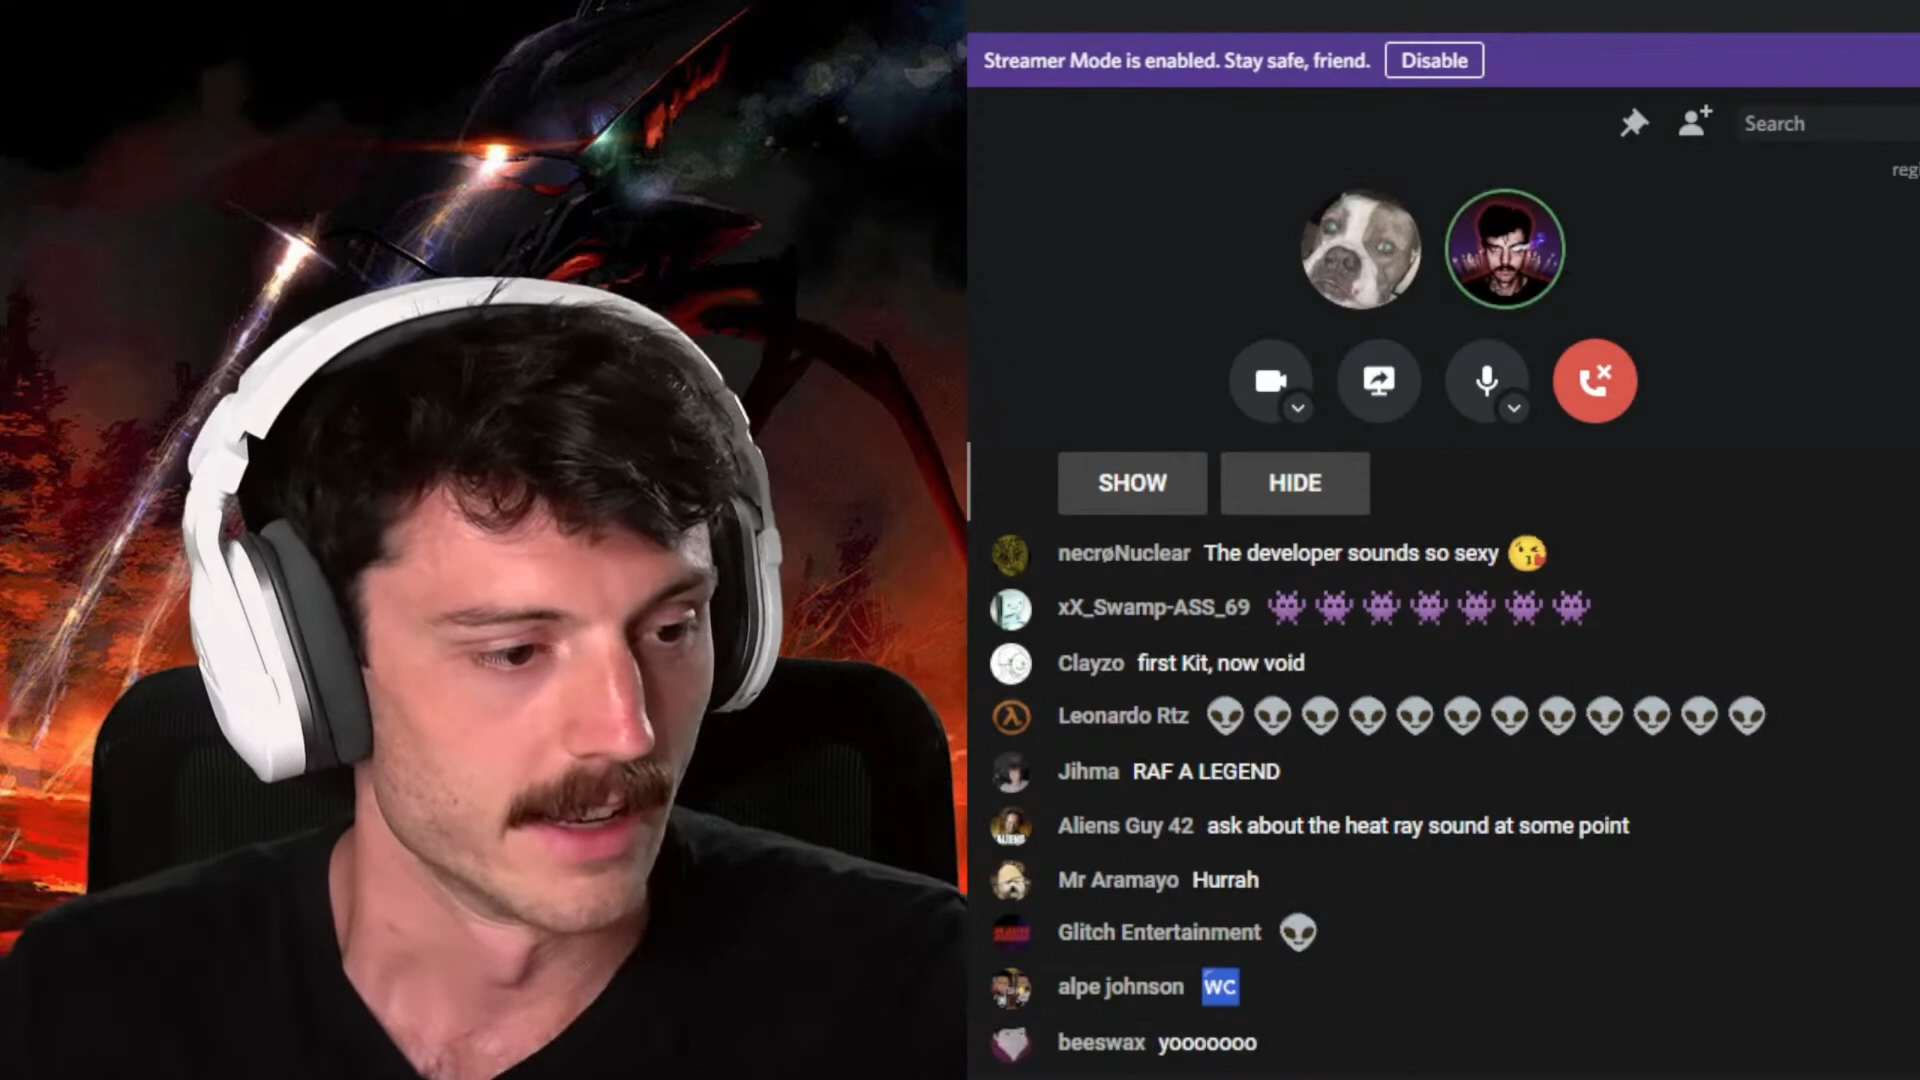 Streamer Mode is enabled. Stay safe, friend. Disable
Search
SHOW HIDE
necrøNuclear The developer sounds so sexy 😘
xX_Swamp-ASS_69 👾👾👾👾👾👾👾
Clayzo first Kit, now void
Leonardo Rtz 👽👽👽👽👽👽👽👽👽👽👽👽
Jihma RAF A LEGEND
Aliens Guy 42 ask about the heat ray sound at some point
Mr Aramayo Hurrah
Glitch Entertainment 👽
alpe johnson WC
beeswax yooooooo